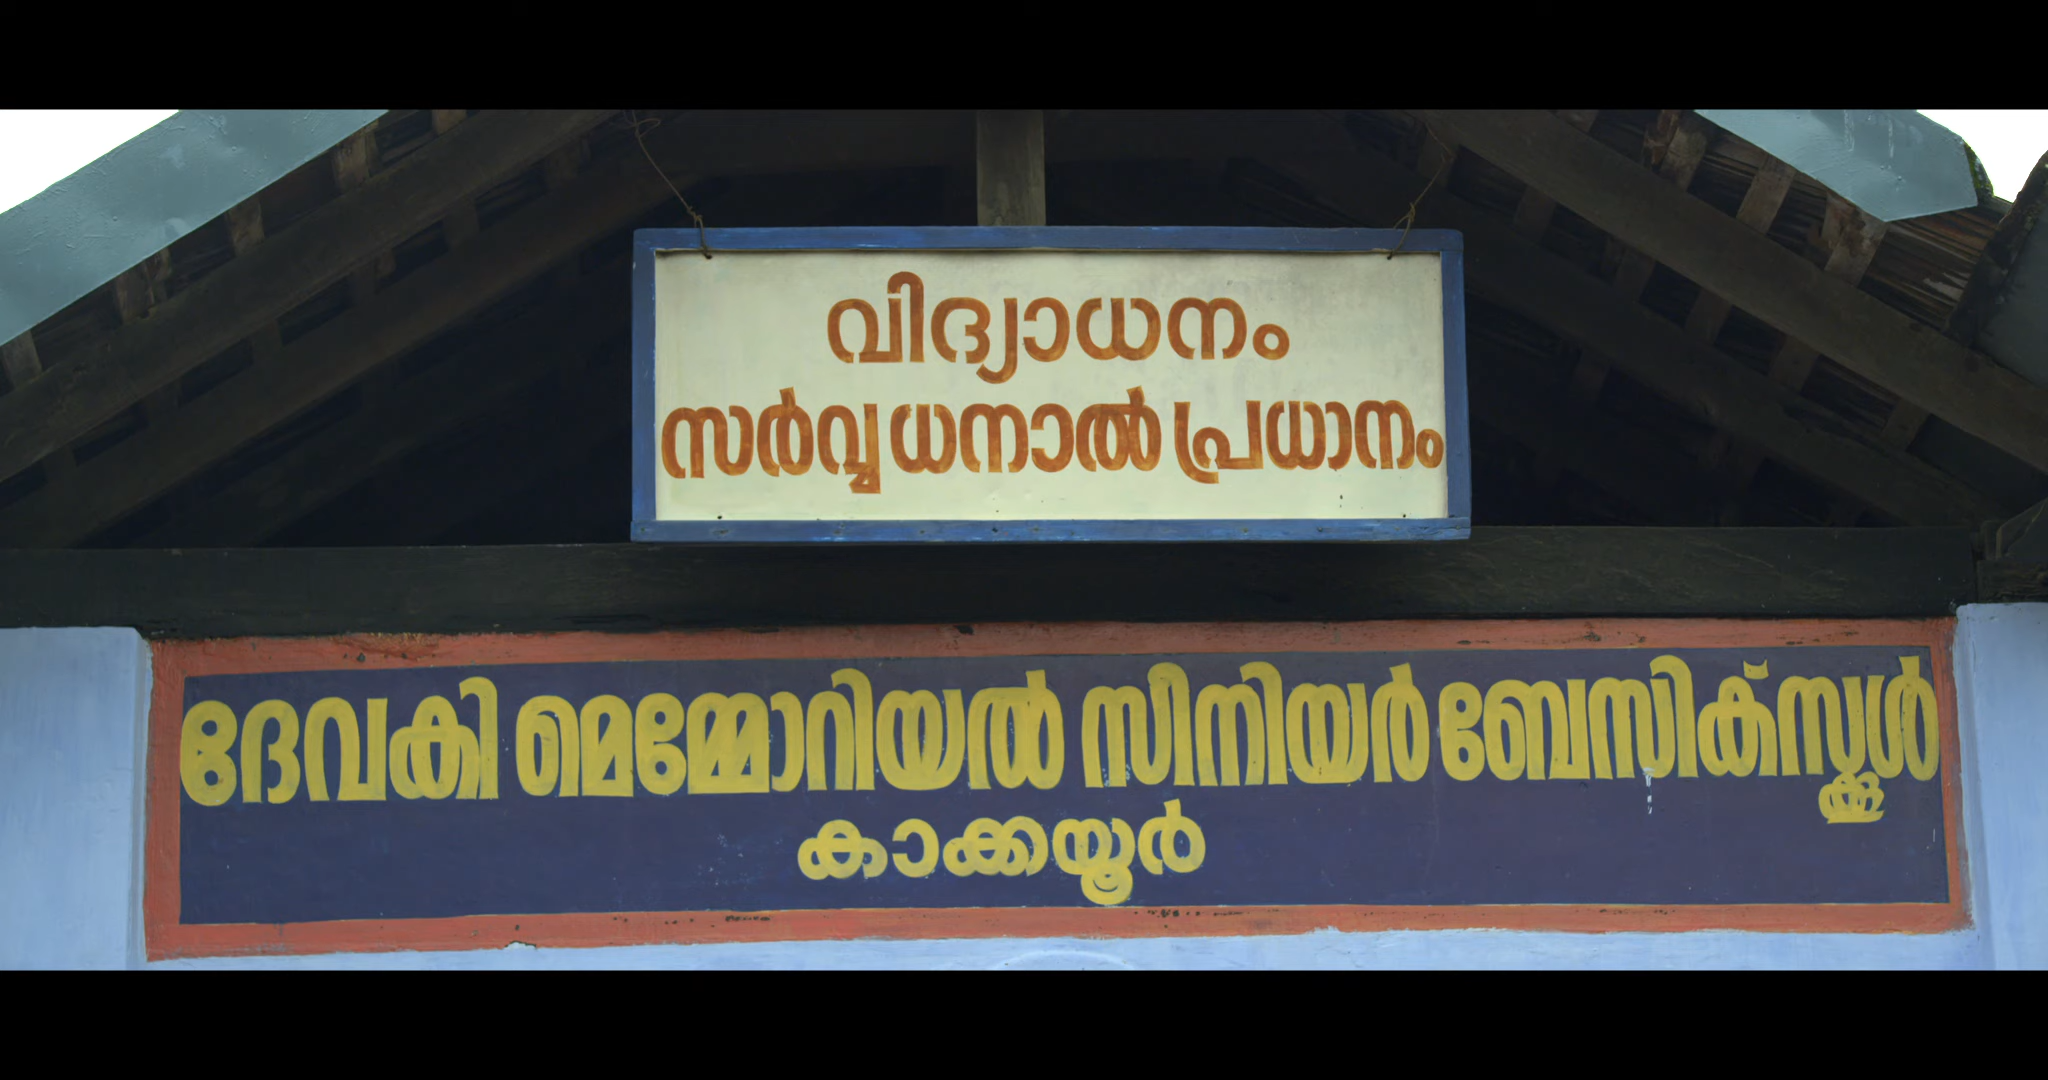 വിദ്യാധനം
സർവ്വധനാൽ പ്രധാനം
ദേവകി മെമ്മോറിയൽ സീനിയർ ബേസിക് സ്കൂൾ
കാക്കയൂർ